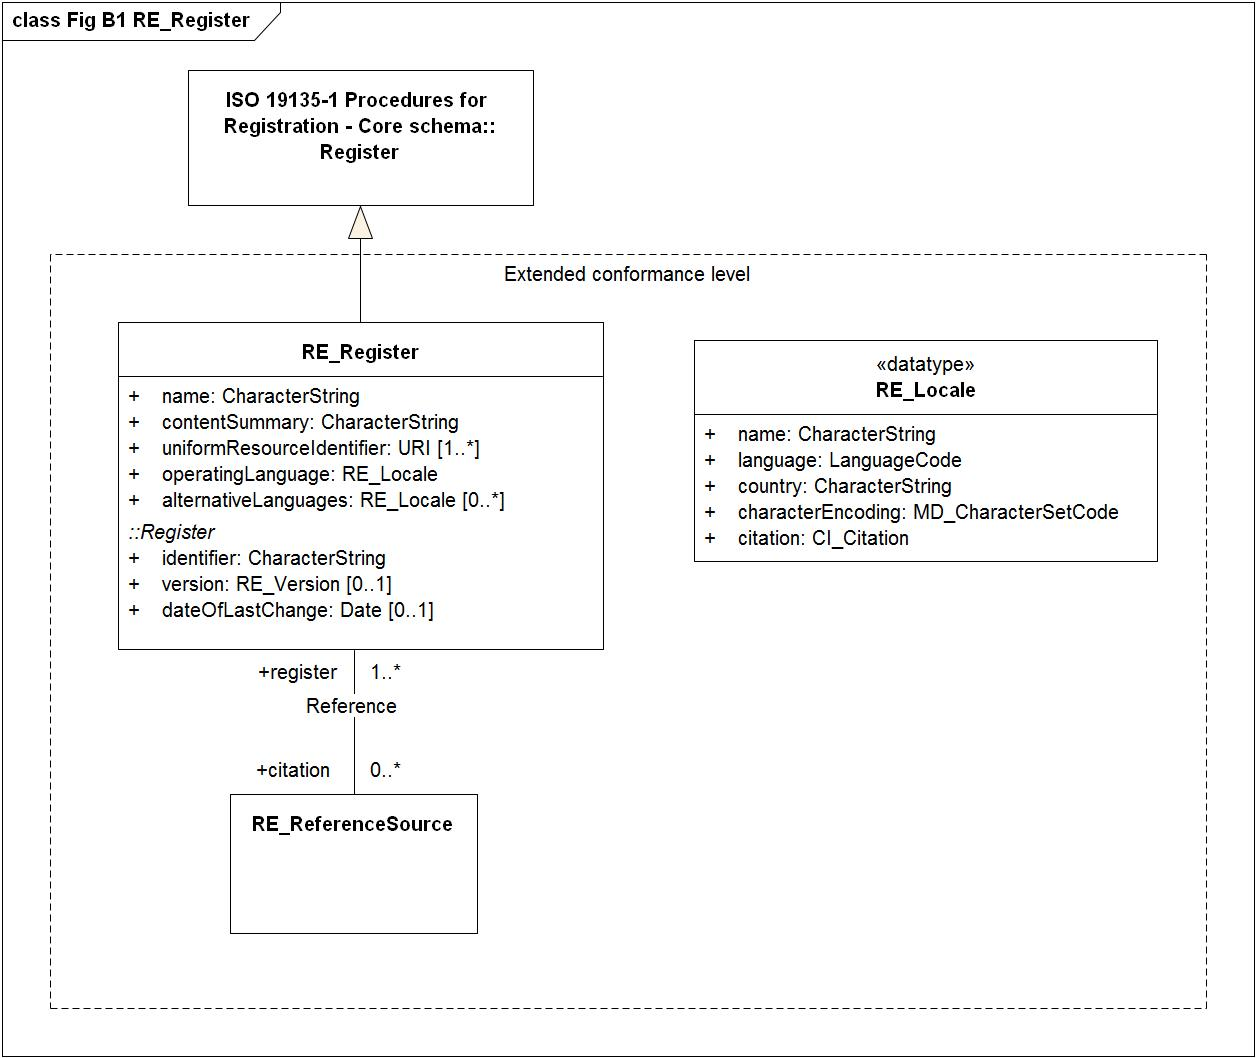 class Fig B1 RE_Register
ISO 19135-1 Procedures for
Registration - Core schema::
Register
Extended conformance level
RE_Register
+ name: CharacterString
+ contentSummary: CharacterString
+ uniformResourceIdentifier: URI [1..*]
+ operatingLanguage: RE_Locale
+ alternativeLanguages: RE_Locale [0..*]
::Register
+ identifier: CharacterString
+ version: RE_Version [0..1]
+ dateOfLastChange: Date [0..1]
«datatype»
RE_Locale
+ name: CharacterString
+ language: LanguageCode
+ country: CharacterString
+ characterEncoding: MD_CharacterSetCode
+ citation: CI_Citation
+register 1..*
Reference
+citation 0..*
RE_ReferenceSource